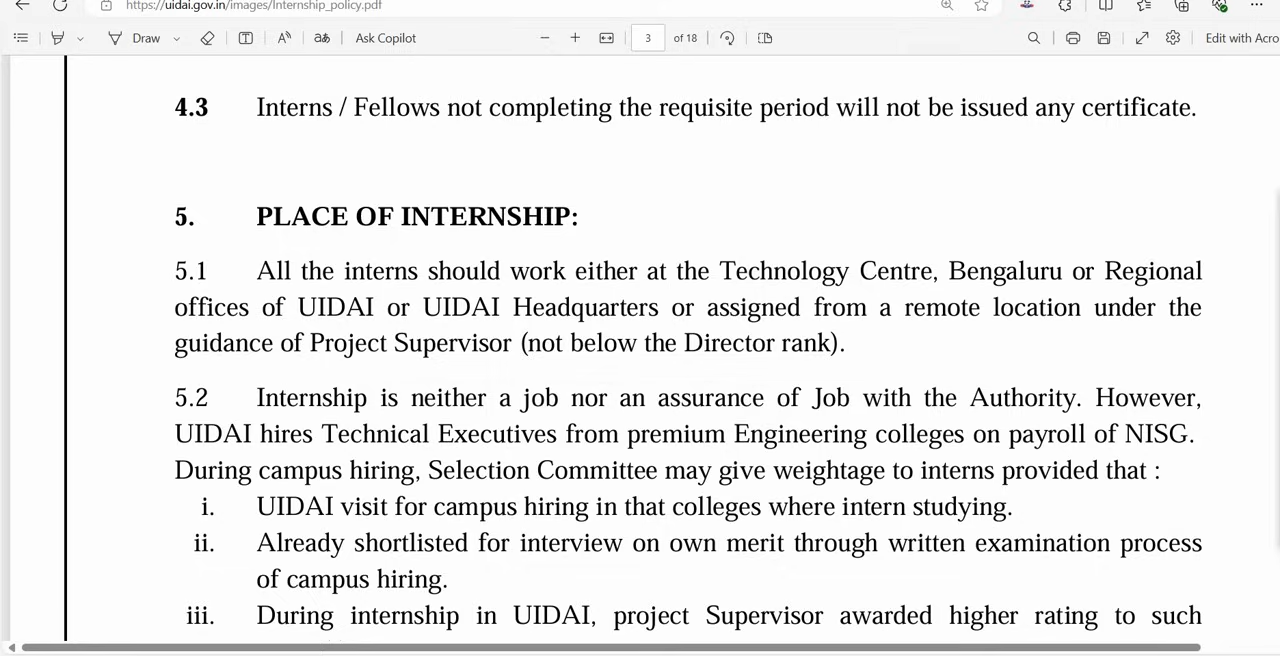 https://uidai.gov.in/images/Internship_policy.pdf
Draw
Ask Copilot
3 of 18
Edit with Acro
4.3 Interns / Fellows not completing the requisite period will not be issued any certificate.
5. PLACE OF INTERNSHIP:
5.1 All the interns should work either at the Technology Centre, Bengaluru or Regional
offices of UIDAI or UIDAI Headquarters or assigned from a remote location under the
guidance of Project Supervisor (not below the Director rank).
5.2 Internship is neither a job nor an assurance of Job with the Authority. However,
UIDAI hires Technical Executives from premium Engineering colleges on payroll of NISG.
During campus hiring, Selection Committee may give weightage to interns provided that :
i. UIDAI visit for campus hiring in that colleges where intern studying.
ii. Already shortlisted for interview on own merit through written examination process
of campus hiring.
iii. During internship in UIDAI, project Supervisor awarded higher rating to such